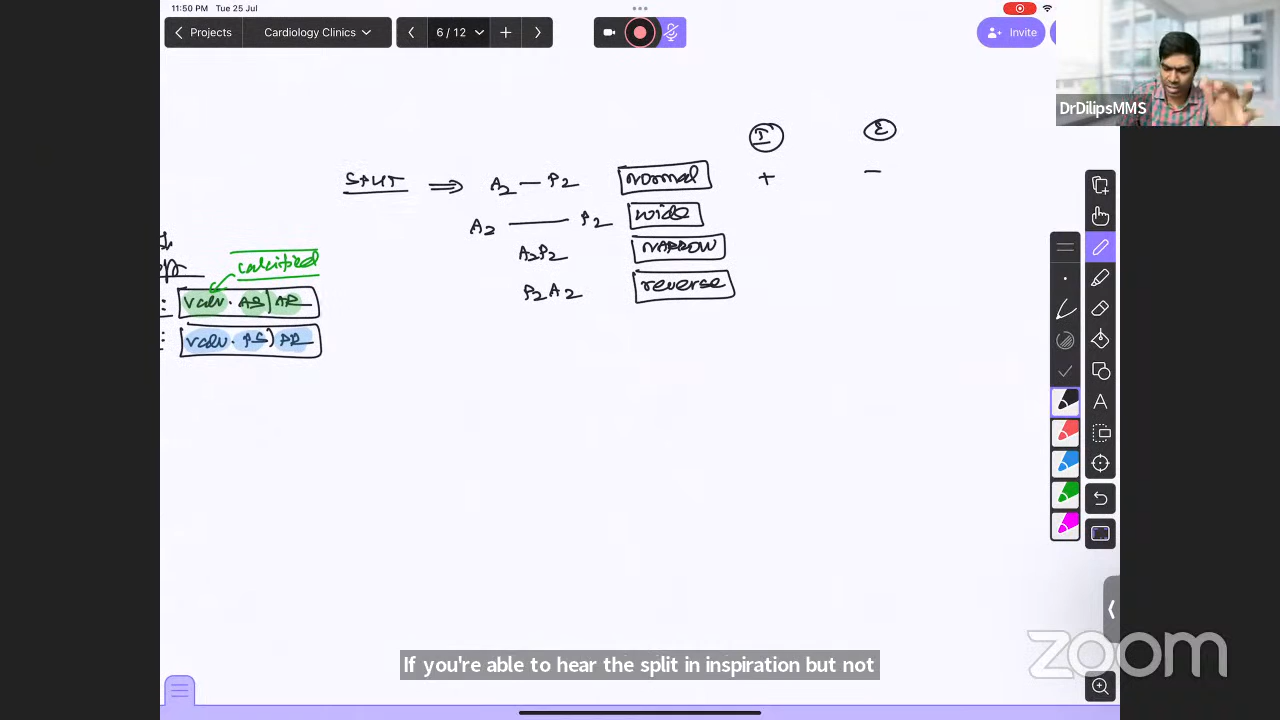 11:50 PM Tue 25 Jul
Projects
Cardiology Clinics
6 / 12
Invite
DrDilipsMMS
I E
SPLIT ⇒ A2 — P2 normal + −
A2 —— P2 wide
A2P2 NARROW
P2A2 reverse
calcified
valv. AS) AR
valv. PS) PR
A
If you're able to hear the split in inspiration but not
zoom